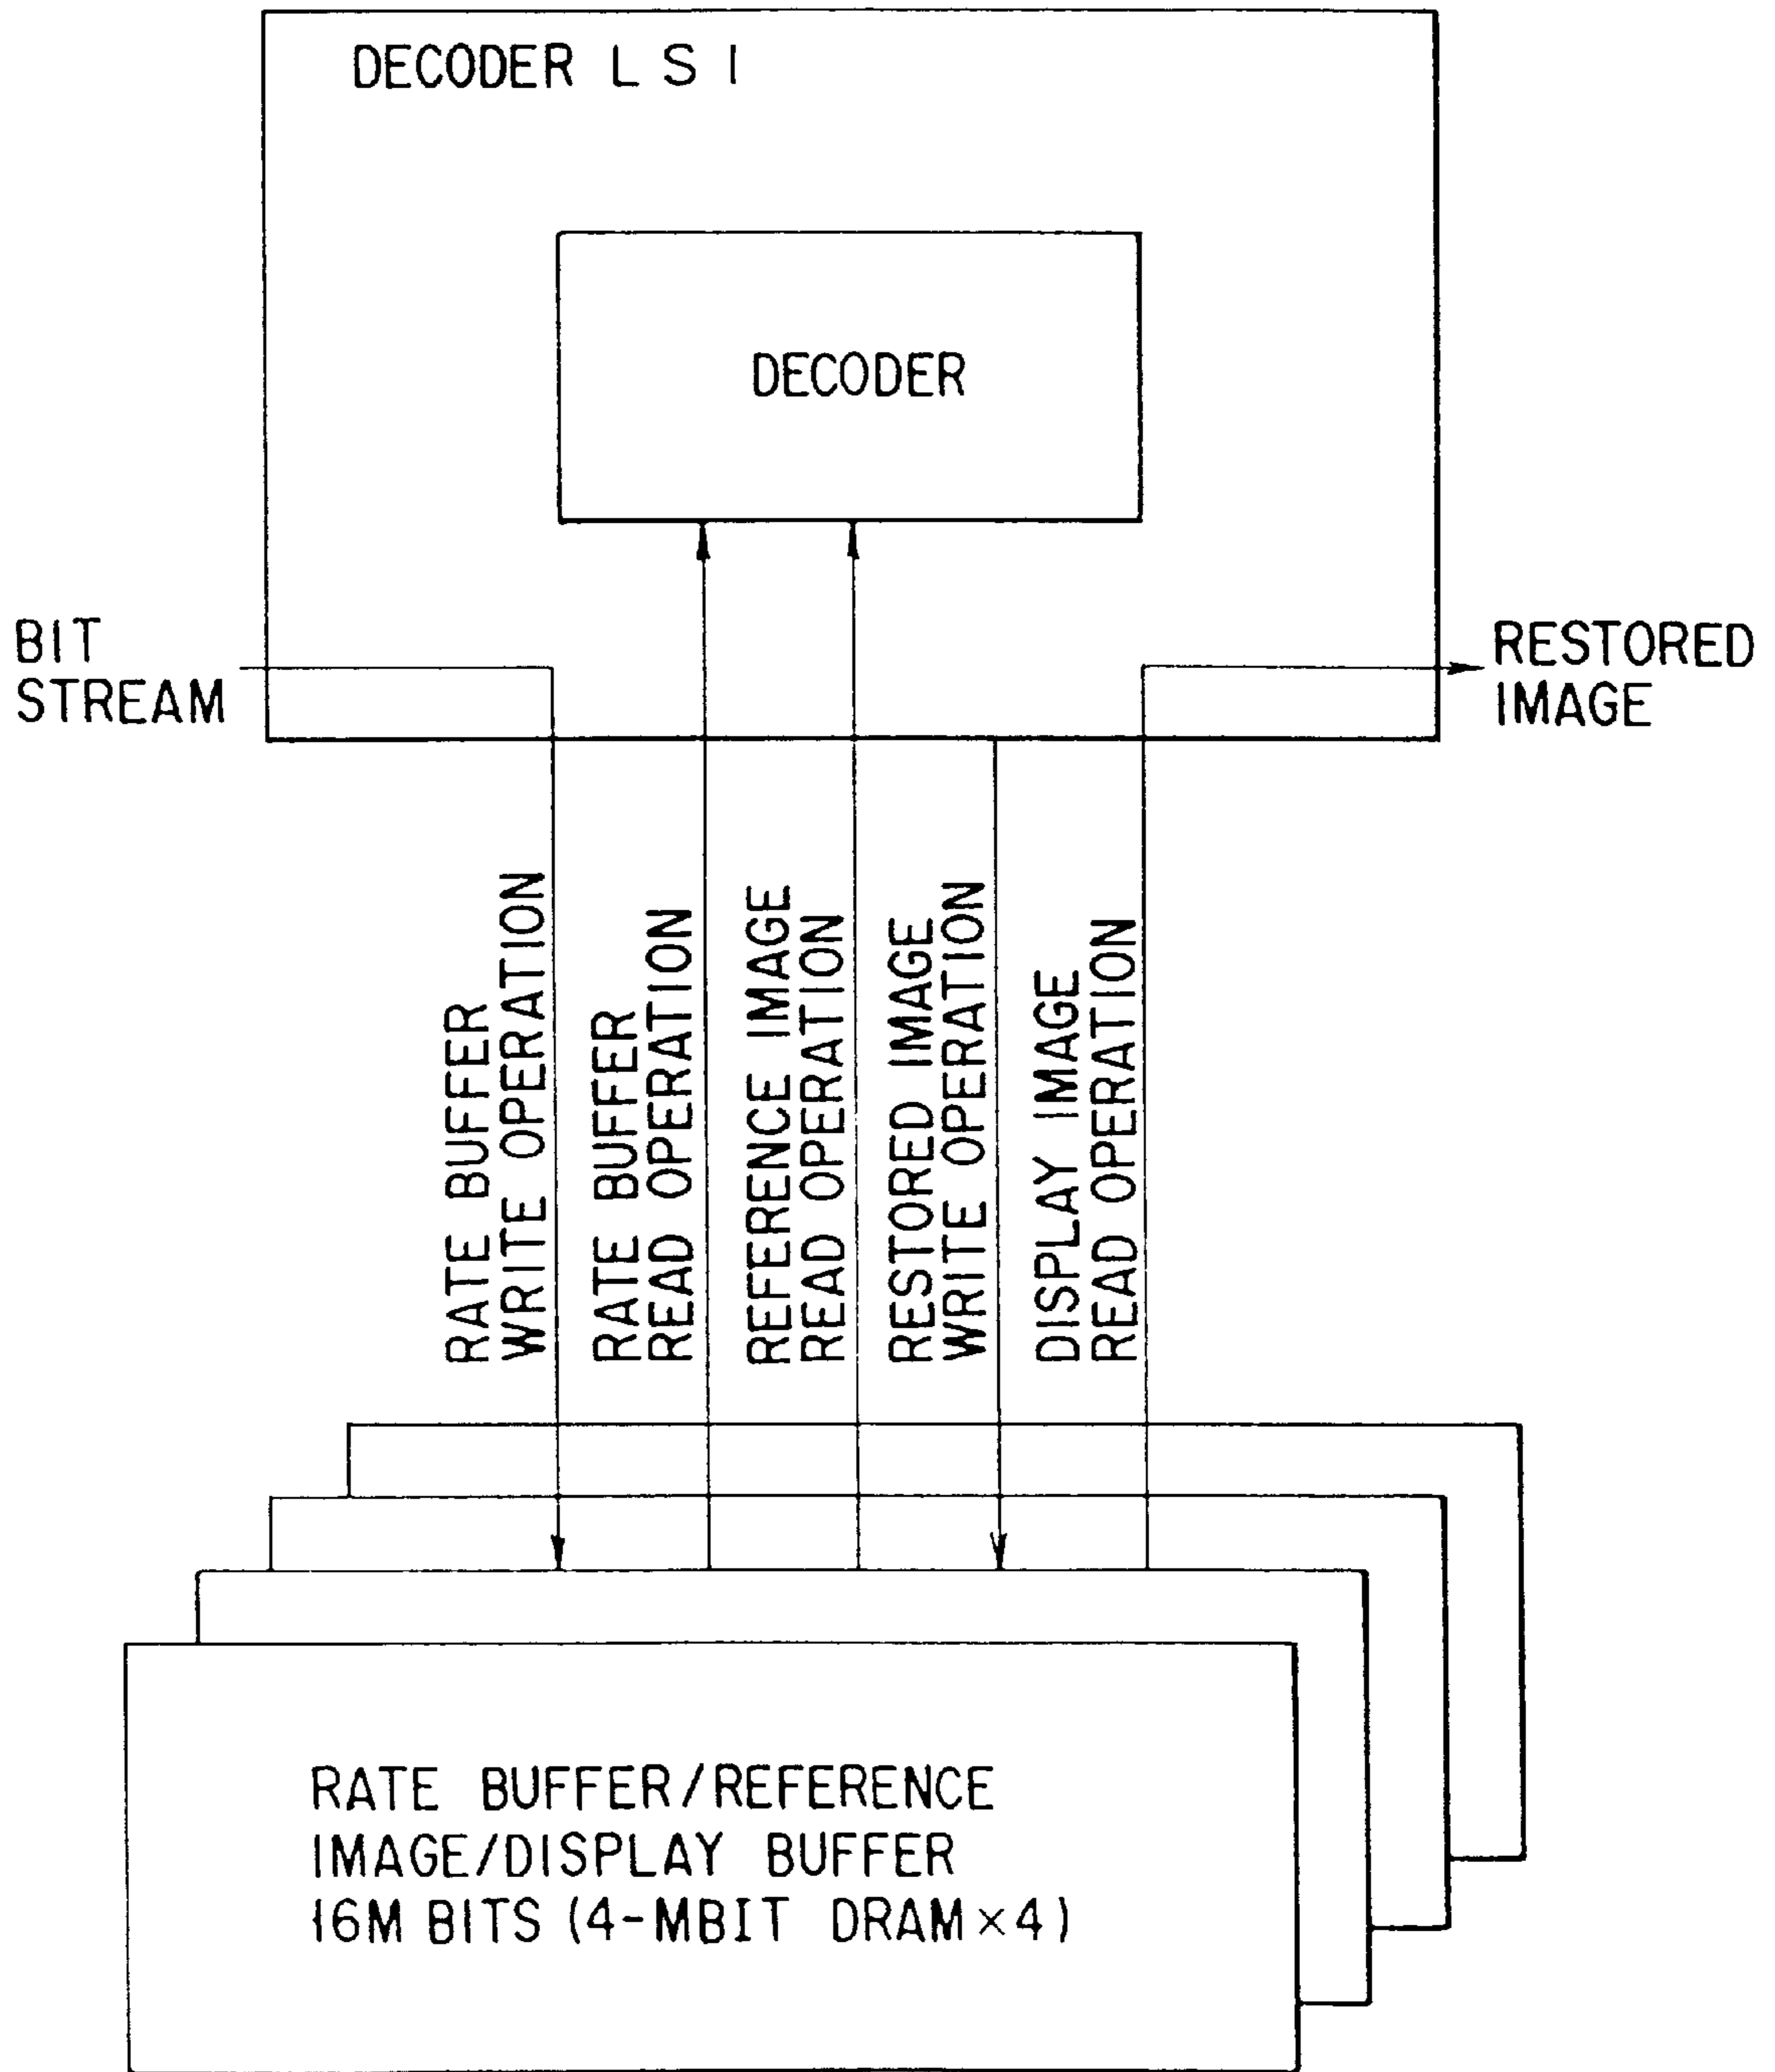 DECODER LSI
DECODER
BIT
STREAM
RESTORED
IMAGE
RATE BUFFER
WRITE OPERATION
RATE BUFFER
READ OPERATION
REFERENCE IMAGE
READ OPERATION
RESTORED IMAGE
WRITE OPERATION
DISPLAY IMAGE
READ OPERATION
RATE BUFFER/REFERENCE
IMAGE/DISPLAY BUFFER
16M BITS (4-MBIT DRAM×4)